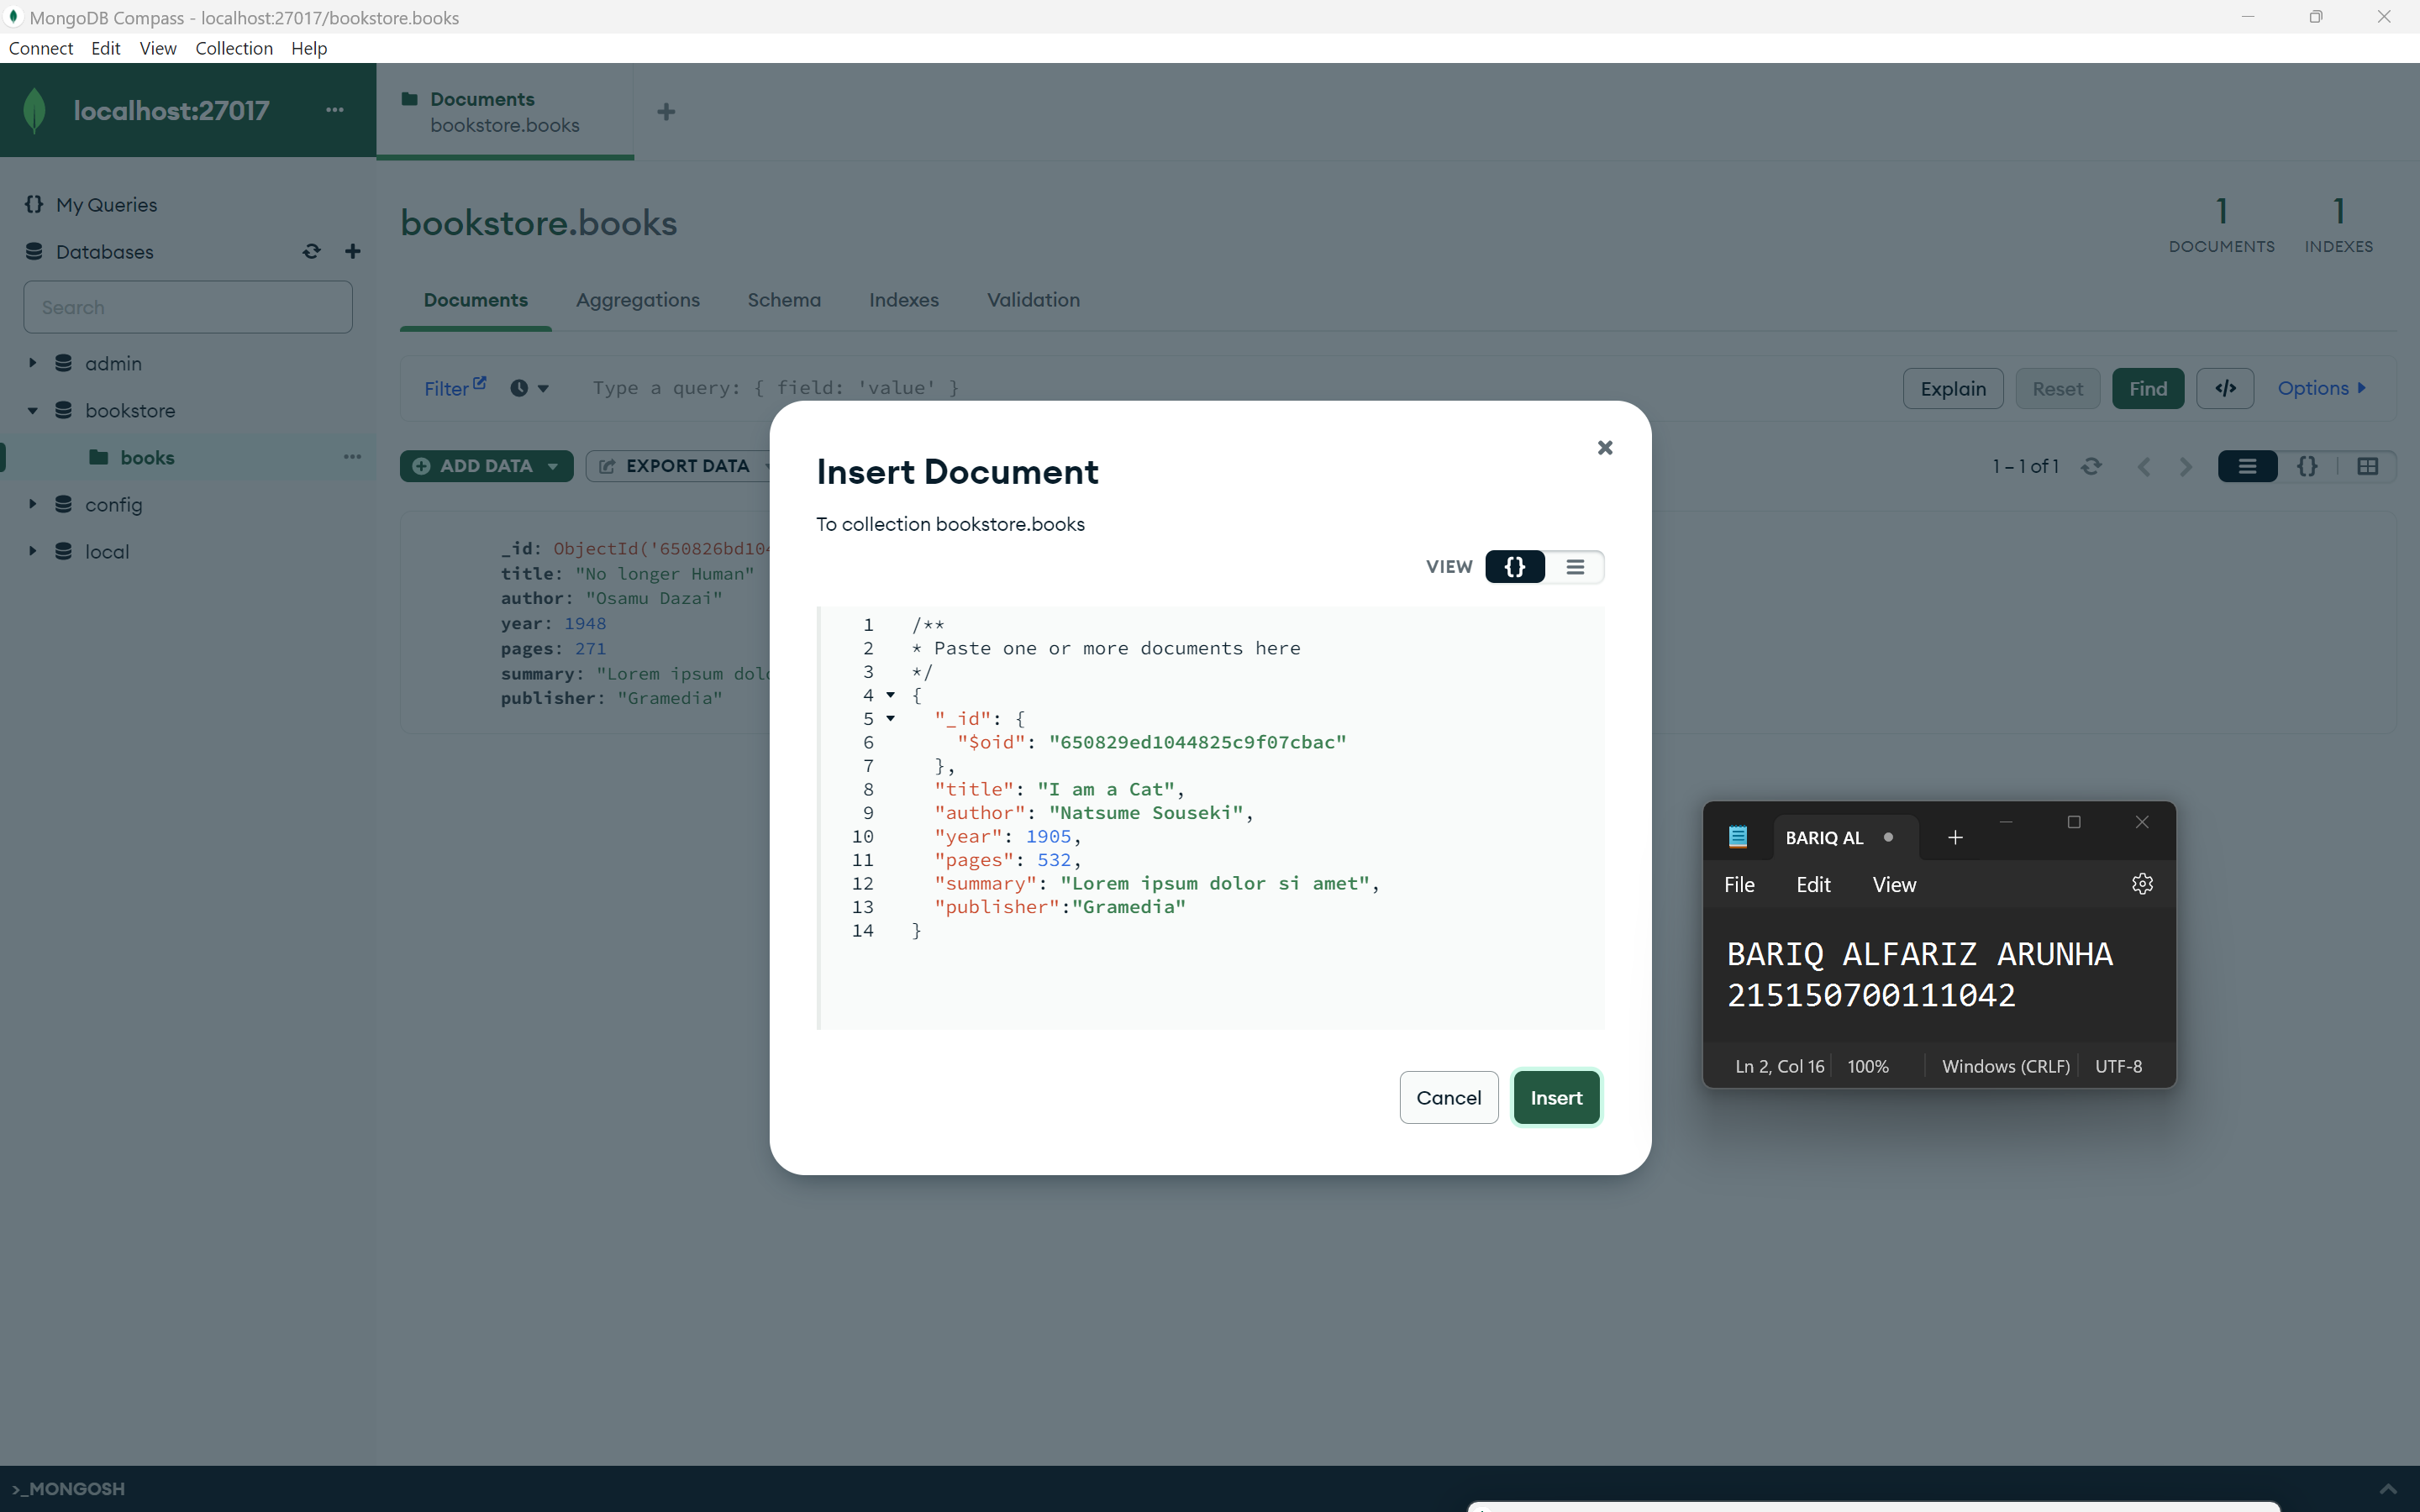 MongoDB Compass - localhost:27017/bookstore.books
Connect Edit View Collection Help
localhost:27017
Documents
bookstore.books
{} My Queries
Databases
Search
admin
bookstore
books
config
local
bookstore.books
1 DOCUMENTS
1 INDEXES
Documents Aggregations Schema Indexes Validation
Filter
Type a query: { field: 'value' }
Explain Reset Find </> Options
ADD DATA EXPORT DATA
1 – 1 of 1
_id: ObjectId('650826bd104
title: "No longer Human"
author: "Osamu Dazai"
year: 1948
pages: 271
summary: "Lorem ipsum dolo
publisher: "Gramedia"
Insert Document
To collection bookstore.books
VIEW {}
1 /**
2 * Paste one or more documents here
3 */
4 {
5 "_id": {
6 "$oid": "650829ed1044825c9f07cbac"
7 },
8 "title": "I am a Cat",
9 "author": "Natsume Souseki",
10 "year": 1905,
11 "pages": 532,
12 "summary": "Lorem ipsum dolor si amet",
13 "publisher":"Gramedia"
14 }
Cancel Insert
BARIQ AL
File Edit View
BARIQ ALFARIZ ARUNHA
215150700111042
Ln 2, Col 16 100% Windows (CRLF) UTF-8
>_MONGOSH